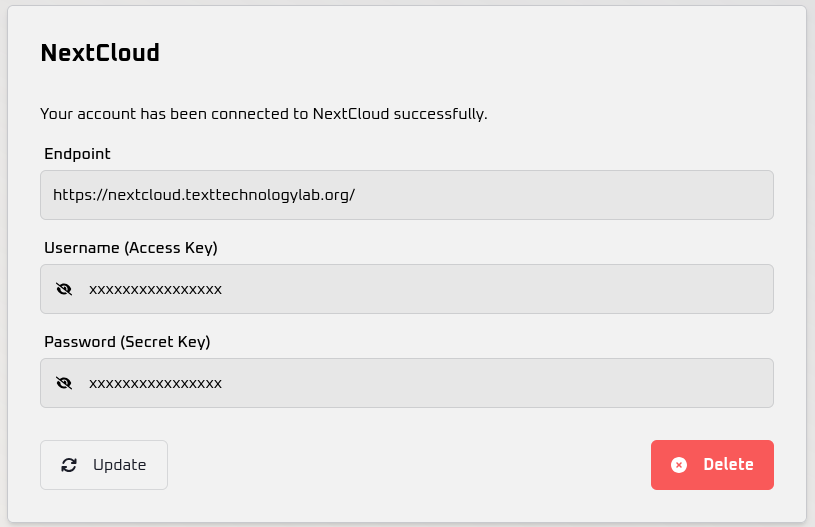 NextCloud
Your account has been connected to NextCloud successfully.
Endpoint
https://nextcloud.texttechnologylab.org/
Username (Access Key)
xxxxxxxxxxxxxxxx
Password (Secret Key)
xxxxxxxxxxxxxxxx
Update
Delete